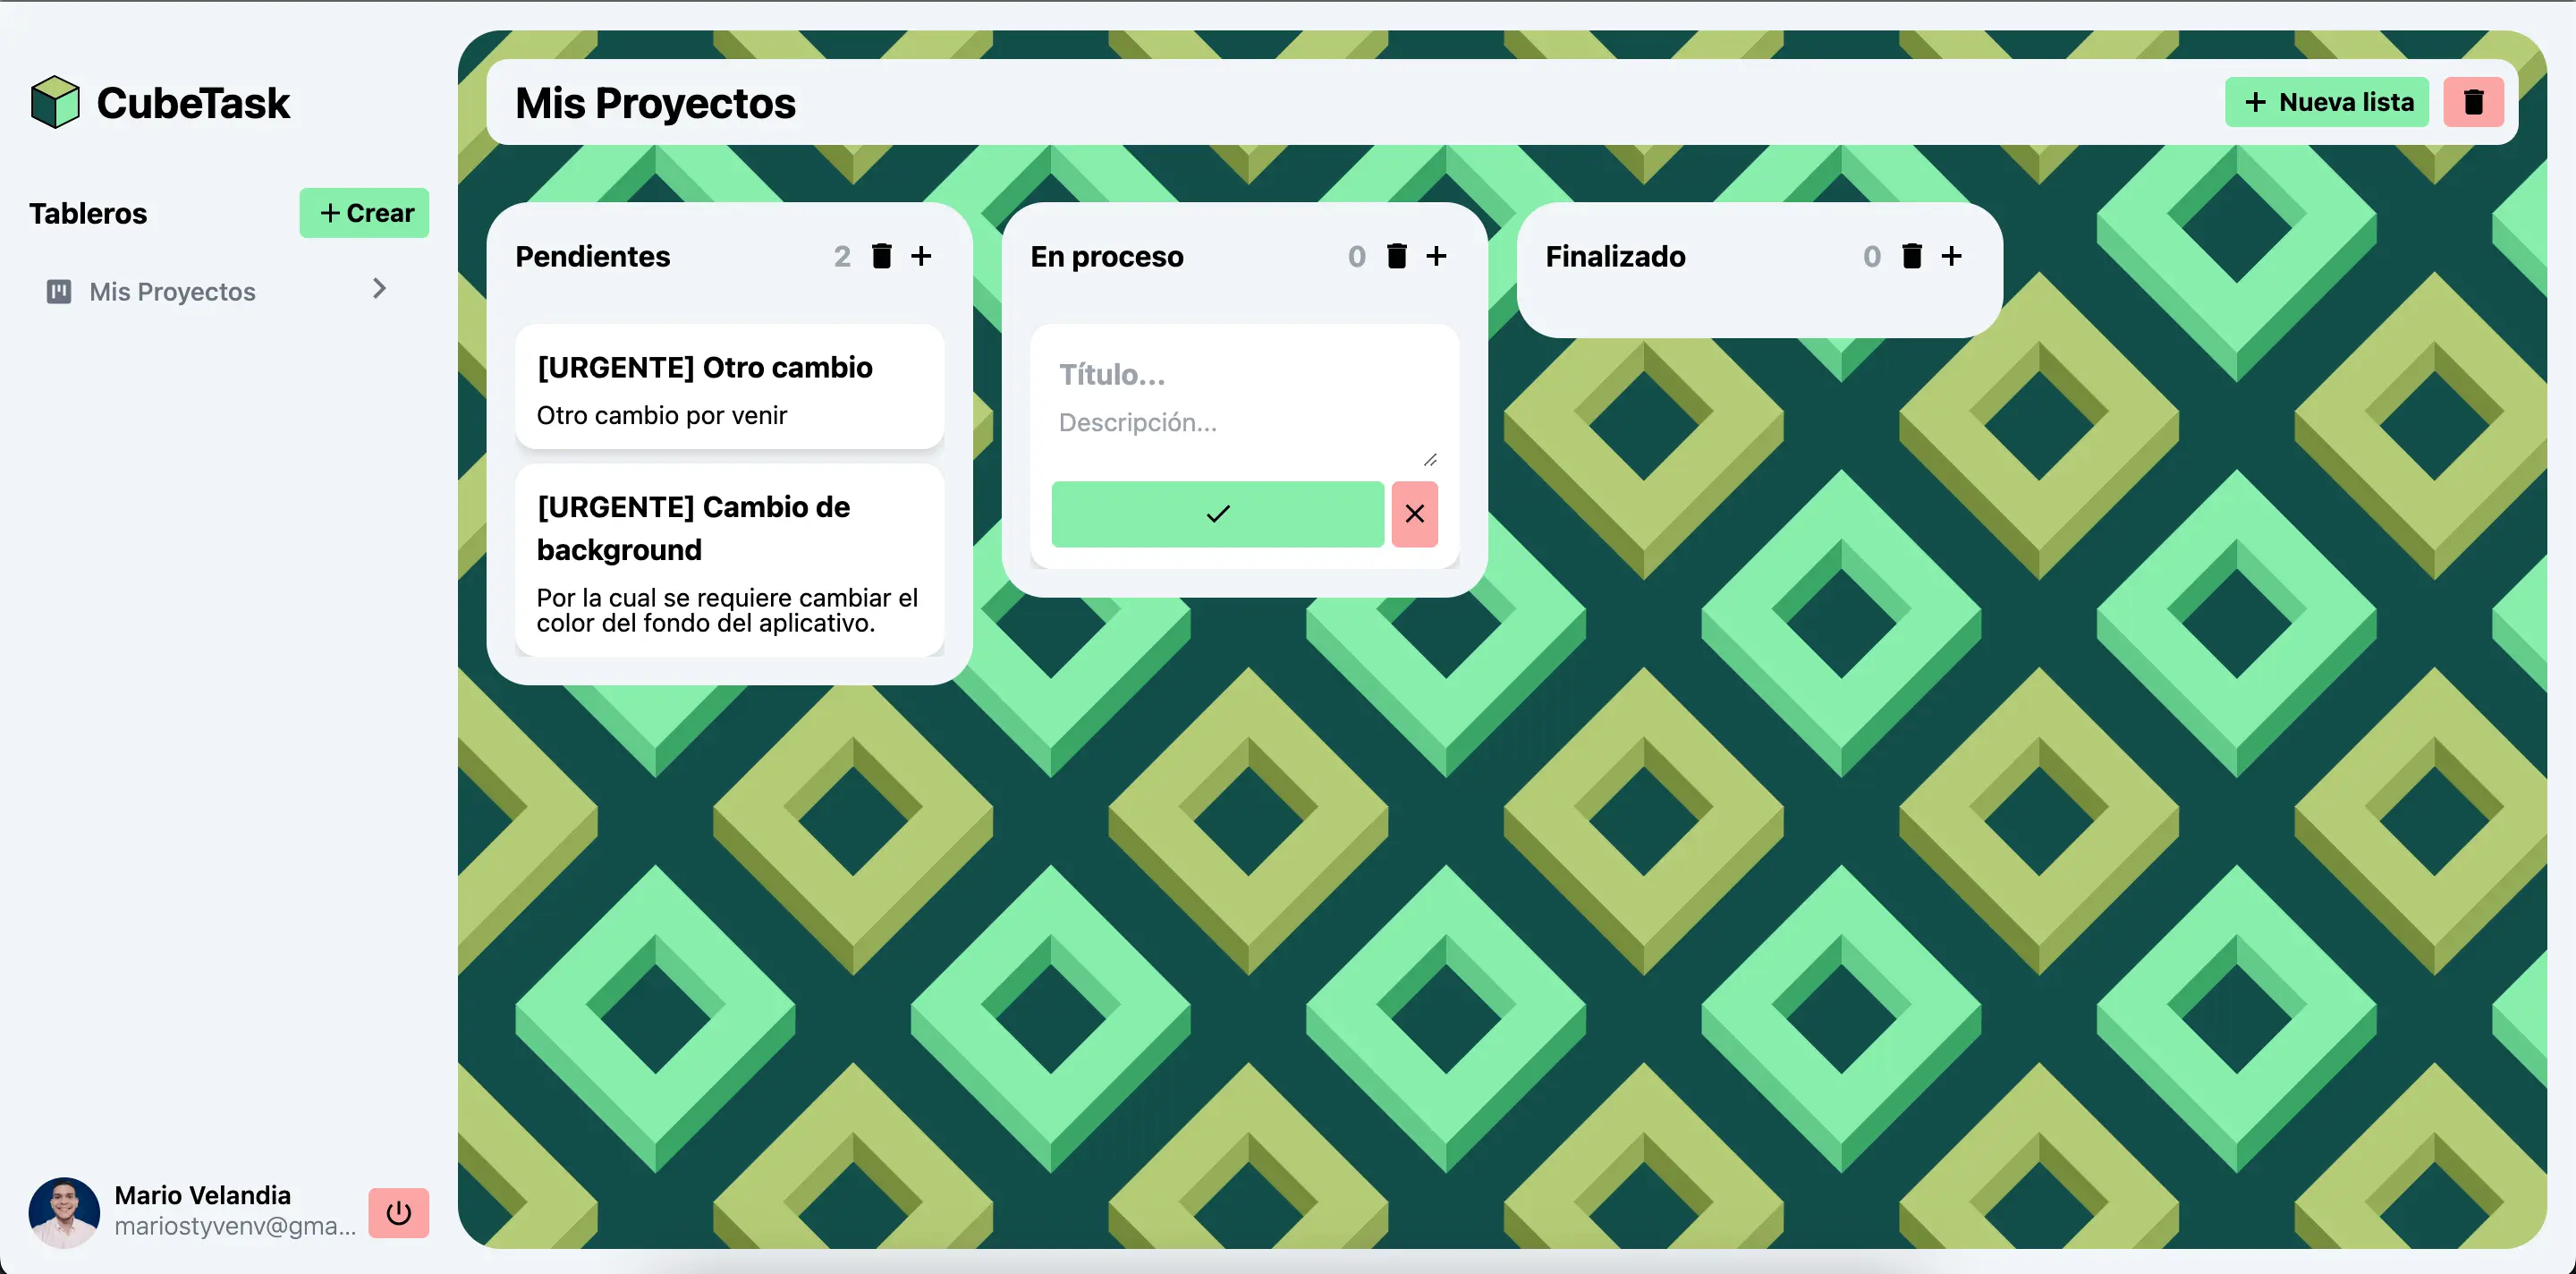 CubeTask
Tableros
+ Crear
Mis Proyectos
Mario Velandia
mariostyvenv@gma...
Mis Proyectos
+ Nueva lista
Pendientes 2
[URGENTE] Otro cambio
Otro cambio por venir
[URGENTE] Cambio de
background
Por la cual se requiere cambiar el
color del fondo del aplicativo.
En proceso 0
Título...
Descripción...
Finalizado 0